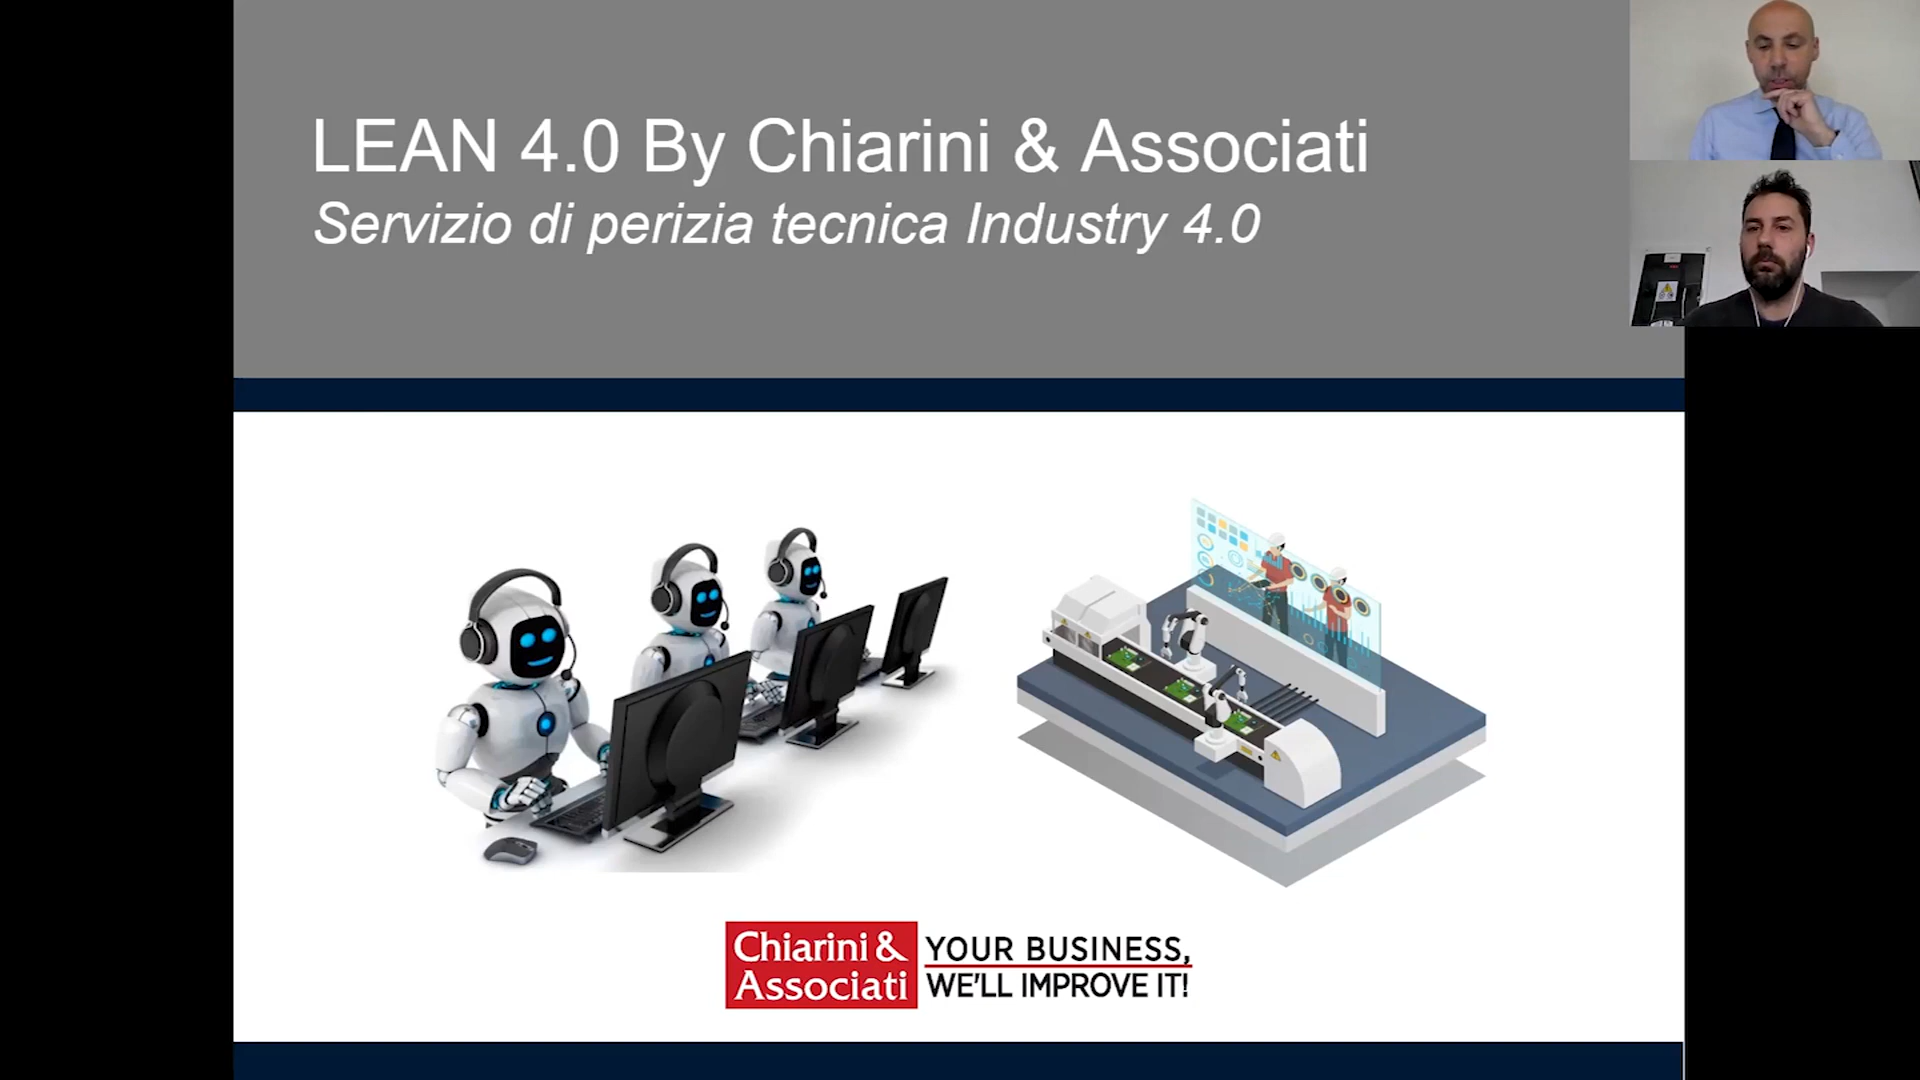 LEAN 4.0 By Chiarini & Associati
Servizio di perizia tecnica Industry 4.0
Chiarini &
Associati
YOUR BUSINESS,
WE'LL IMPROVE IT!